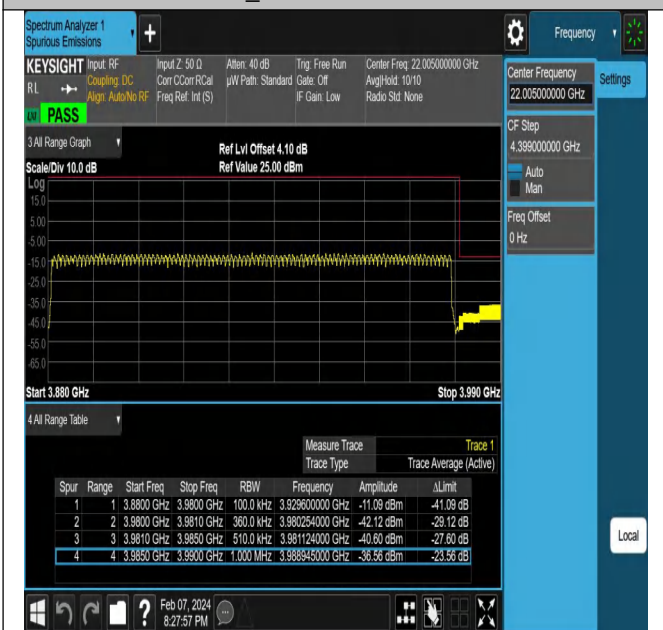 Spectrum Analyzer 1
Spurious Emissions
+
Frequency
KEYSIGHT
RL
PASS
Input: RF
Coupling: DC
Align: Auto/No RF
Input Z: 50 Ω
Corr CCorr RCal
Freq Ref: Int (S)
Atten: 40 dB
µW Path: Standard
Trig: Free Run
Gate: Off
IF Gain: Low
Center Freq: 22.005000000 GHz
Avg|Hold: 10/10
Radio Std: None
Center Frequency
22.005000000 GHz
Settings
CF Step
4.399000000 GHz
Auto
Man
Freq Offset
0 Hz
Local
3 All Range Graph
Scale/Div 10.0 dB
Ref Lvl Offset 4.10 dB
Ref Value 25.00 dBm
Log
15.0
5.00
-5.00
-15.0
-25.0
-35.0
-45.0
-55.0
-65.0
Start 3.880 GHz
Stop 3.990 GHz
4 All Range Table
Measure Trace Trace 1
Trace Type Trace Average (Active)
Spur Range Start Freq Stop Freq RBW Frequency Amplitude ΔLimit
1 1 3.8800 GHz 3.9800 GHz 100.0 kHz 3.929600000 GHz -11.09 dBm -41.09 dB
2 2 3.9800 GHz 3.9810 GHz 360.0 kHz 3.980254000 GHz -42.12 dBm -29.12 dB
3 3 3.9810 GHz 3.9850 GHz 510.0 kHz 3.981124000 GHz -40.60 dBm -27.60 dB
4 4 3.9850 GHz 3.9900 GHz 1.000 MHz 3.988945000 GHz -36.56 dBm -23.56 dB
?
Feb 07, 2024
8:27:57 PM